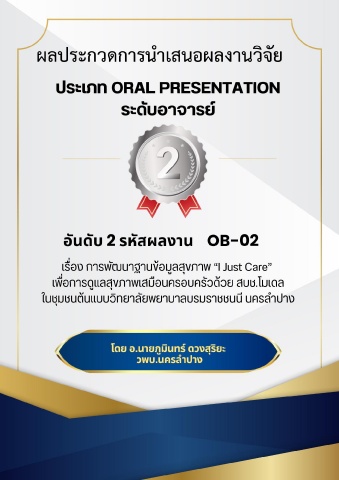 ผลประกวดการนำเสนอผลงานวิจัย
ประเภท ORAL PRESENTATION
ระดับอาจารย์
2
อันดับ 2 รหัสผลงาน OB-02
เรื่อง การพัฒนาฐานข้อมูลสุขภาพ “I Just Care”
เพื่อการดูแลสุขภาพเสมือนครอบครัวด้วย สบช.โมเดล
ในชุมชนต้นแบบวิทยาลัยพยาบาลบรมราชชนนี นครลำปาง
โดย อ.นายภูมินทร์ ดวงสุริยะ
วพบ.นครลำปาง